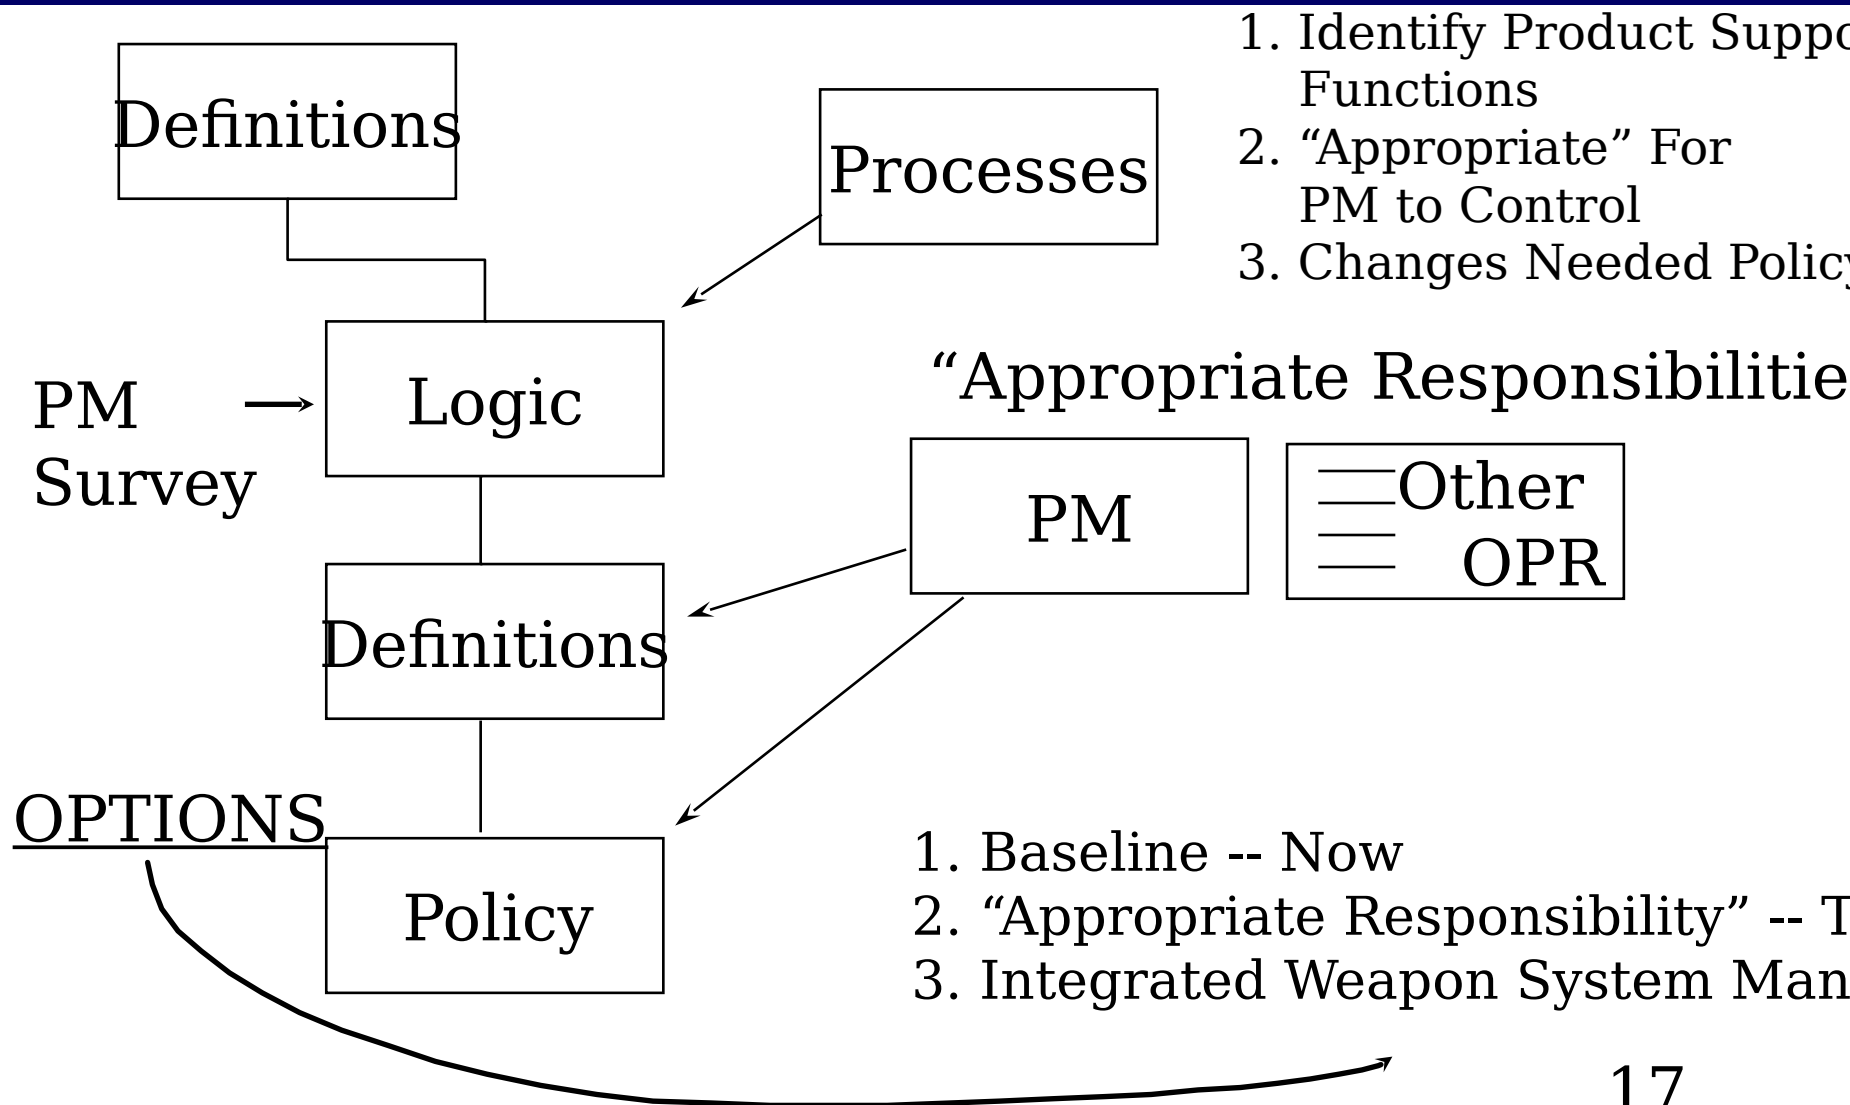 Definitions
Processes
1. Identify Product Suppo
Functions
2. “Appropriate” For
PM to Control
3. Changes Needed Policy
PM
Survey
Logic
“Appropriate Responsibilitie
PM
Other
OPR
Definitions
OPTIONS
Policy
1. Baseline -- Now
2. “Appropriate Responsibility” -- T
3. Integrated Weapon System Man
17